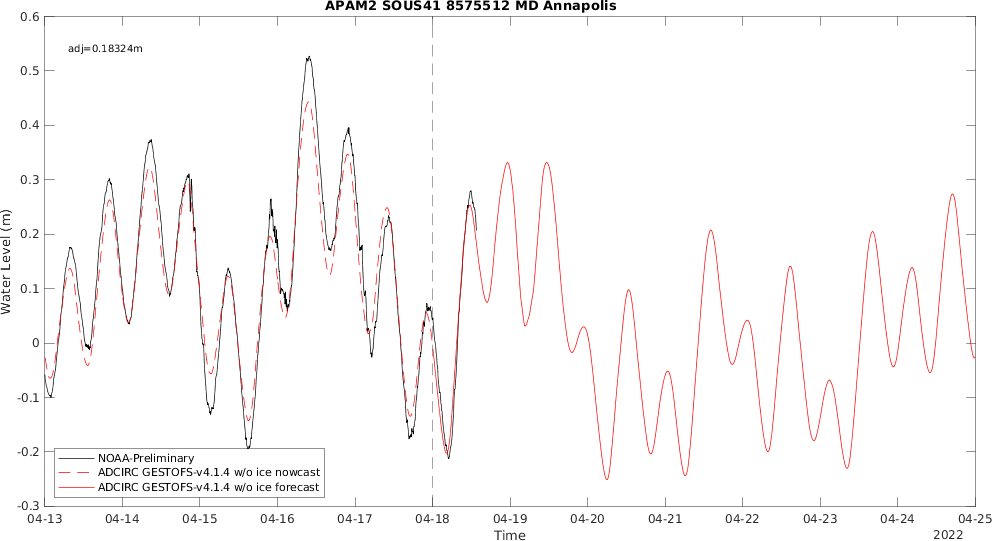 APAM2 SOUS41 8575512 MD Annapolis
0.6
adj=0.18324m
0.5
0.4
0.3
0.2
0.1
0
-0.1
-0.2
-0.3
Water Level (m)
NOAA-Preliminary
ADCIRC GESTOFS-v4.1.4 w/o ice nowcast
ADCIRC GESTOFS-v4.1.4 w/o ice forecast
04-13 04-14 04-15 04-16 04-17 04-18 04-19 04-20 04-21 04-22 04-23 04-24 04-25
Time
2022